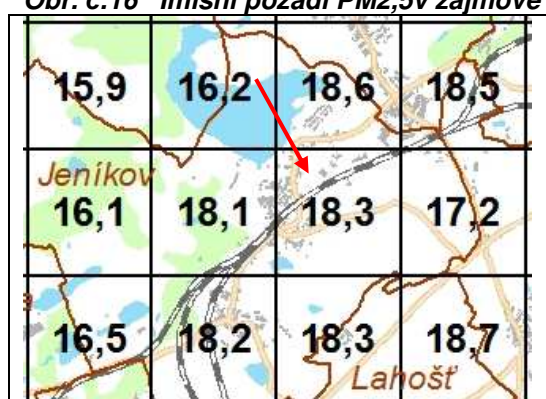 Obr. č.16 Imisní pozadí PM2,5v zájmové
15,9 16,2 18,6 18,5
Jeníkov
16,1 18,1 18,3 17,2
16,5 18,2 18,3 18,7
Lahošť